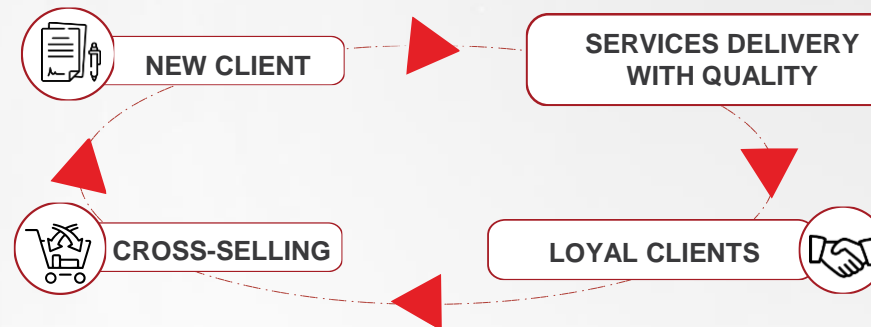 NEW CLIENT
SERVICES DELIVERY
WITH QUALITY
CROSS-SELLING
LOYAL CLIENTS